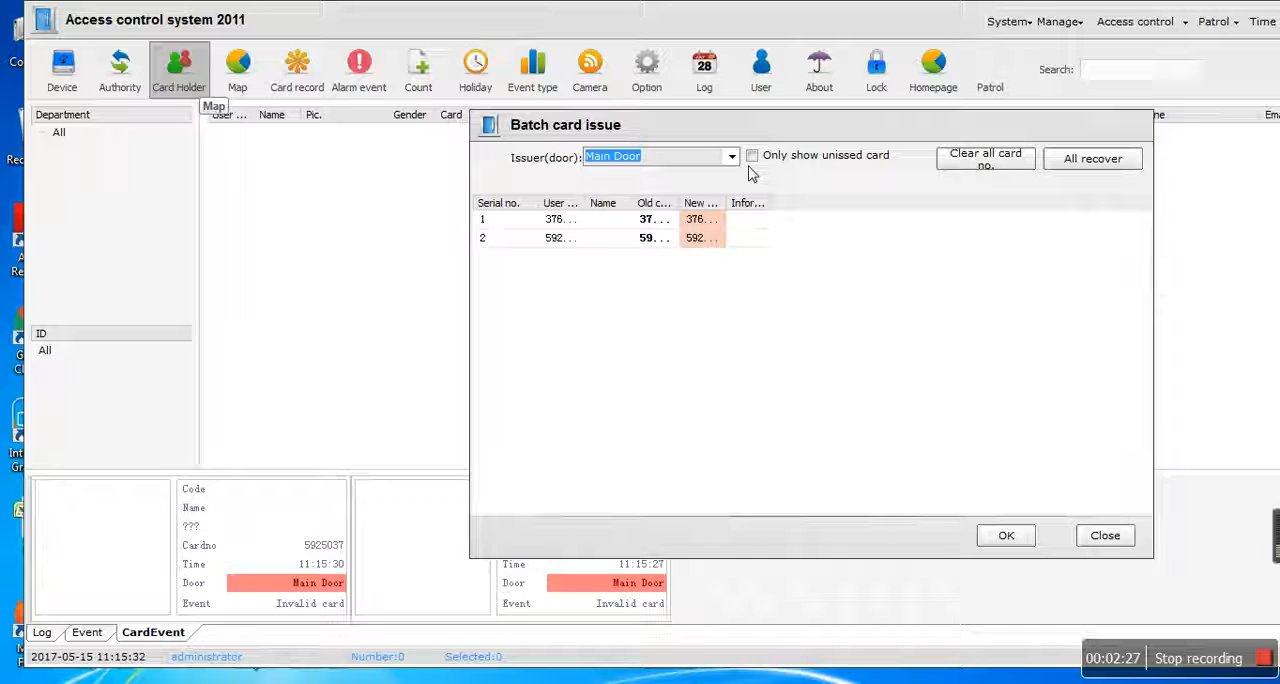 Access control system 2011
System Manage Access control Patrol Time
Device Authority Card Holder Map Card record Alarm event Count Holiday Event type Camera Option Log User About Lock Homepage Patrol
28
Search:
Map
Department
All
User ... Name Pic. Gender Card
Batch card issue
Issuer(door): Main Door Only show unissed card
Clear all card no.
All recover
Serial no. User ... Name Old c... New ... Infor...
1 376... 37... 376...
2 592... 59... 592...
OK Close
ID
All
Code
Name
???
Cardno 5925037
Time 11:15:30
Door Main Door
Event Invalid card
Time 11:15:27
Door Main Door
Event Invalid card
Log Event CardEvent
2017-05-15 11:15:32 administrator Number:0 Selected:0
00:02:27 Stop recording